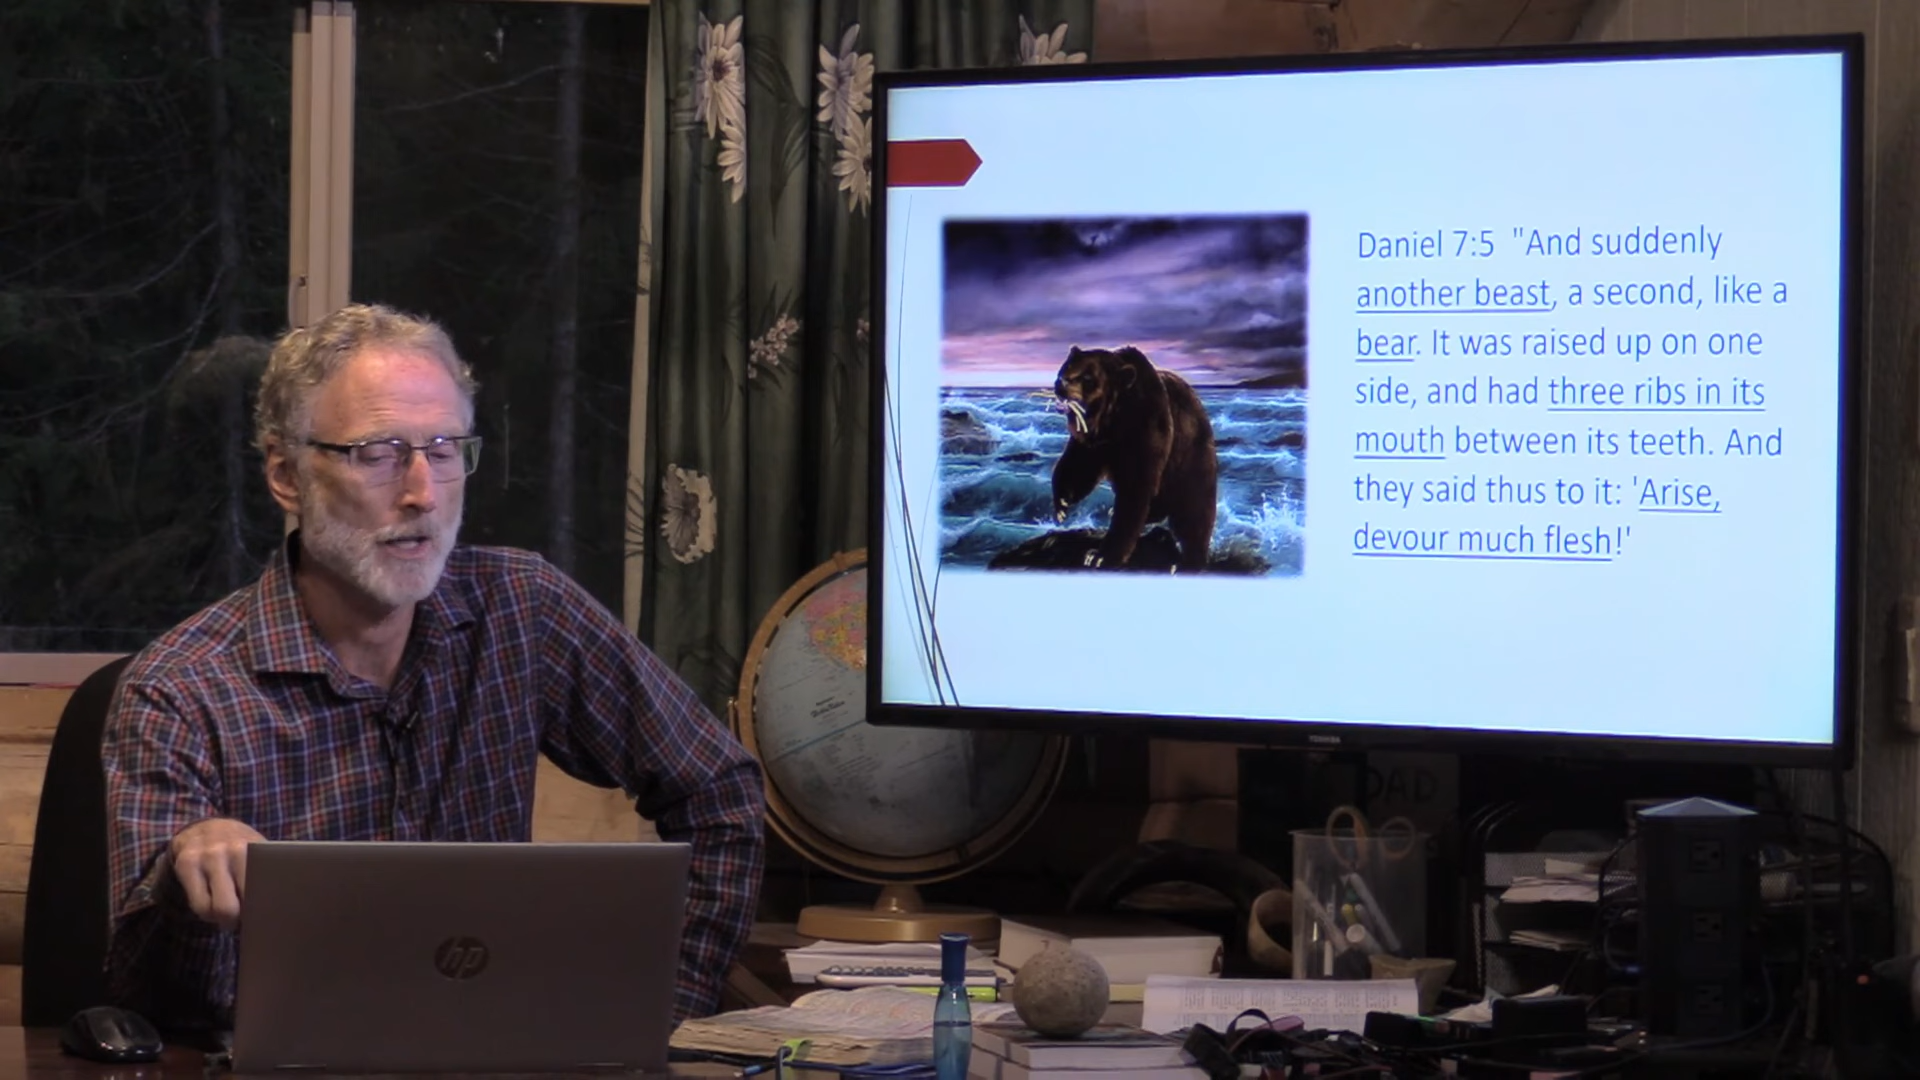 Daniel 7:5 "And suddenly
another beast, a second, like a
bear. It was raised up on one
side, and had three ribs in its
mouth between its teeth. And
they said thus to it: 'Arise,
devour much flesh!'
TOSHIBA
DAD
hp